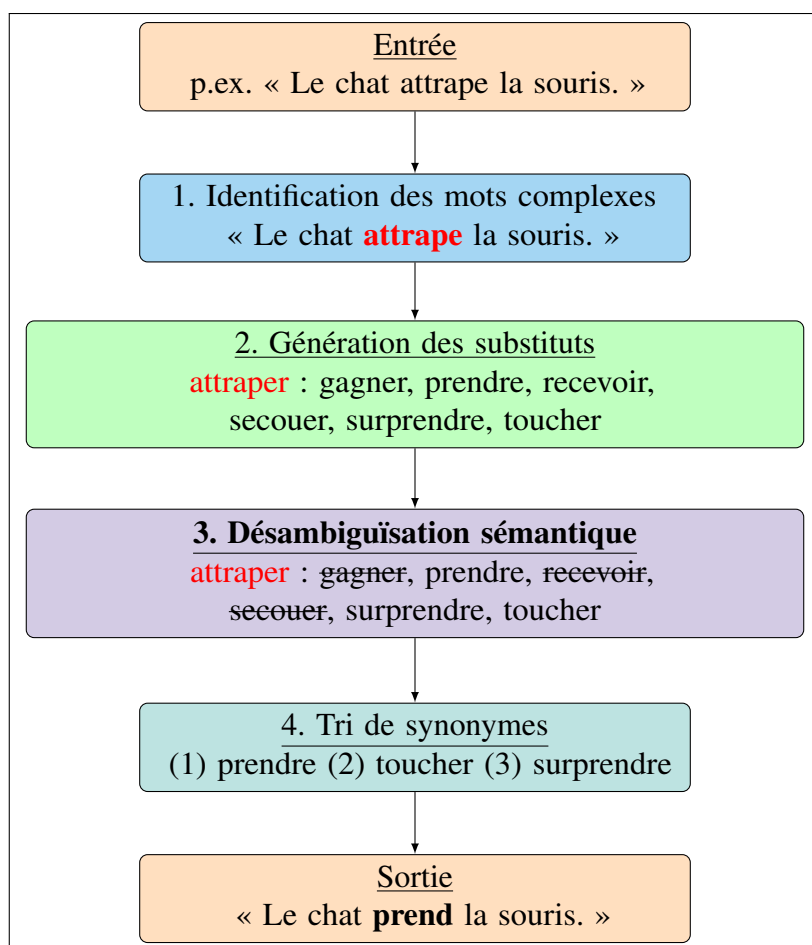 Entrée
p.ex. « Le chat attrape la souris. »
1. Identification des mots complexes
« Le chat attrape la souris. »
2. Génération des substituts
attraper : gagner, prendre, recevoir,
secouer, surprendre, toucher
3. Désambiguïsation sémantique
attraper : gagner, prendre, recevoir,
secouer, surprendre, toucher
4. Tri de synonymes
(1) prendre (2) toucher (3) surprendre
Sortie
« Le chat prend la souris. »